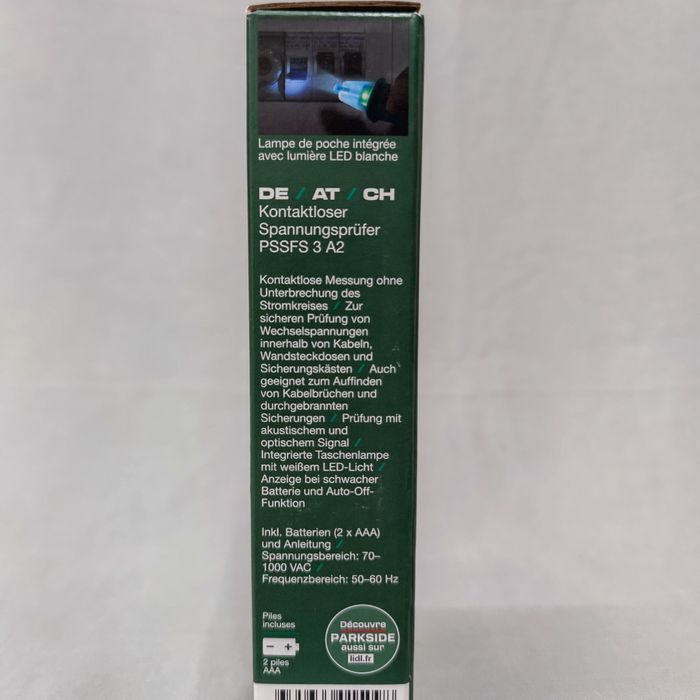 Lampe de poche intégrée
avec lumière LED blanche
DE / AT / CH
Kontaktloser
Spannungsprüfer
PSSFS 3 A2
Kontaktlose Messung ohne
Unterbrechung des
Stromkreises / Zur
sicheren Prüfung von
Wechselspannungen
innerhalb von Kabeln,
Wandsteckdosen und
Sicherungskästen / Auch
geeignet zum Auffinden
von Kabelbrüchen und
durchgebrannten
Sicherungen / Prüfung mit
akustischem und
optischem Signal /
Integrierte Taschenlampe
mit weißem LED-Licht /
Anzeige bei schwacher
Batterie und Auto-Off-
Funktion
Inkl. Batterien (2 x AAA)
und Anleitung /
Spannungsbereich: 70–
1000 VAC /
Frequenzbereich: 50–60 Hz
Piles
incluses
- +
2 piles
AAA
Découvre
PARKSIDE
aussi sur
lidl.fr